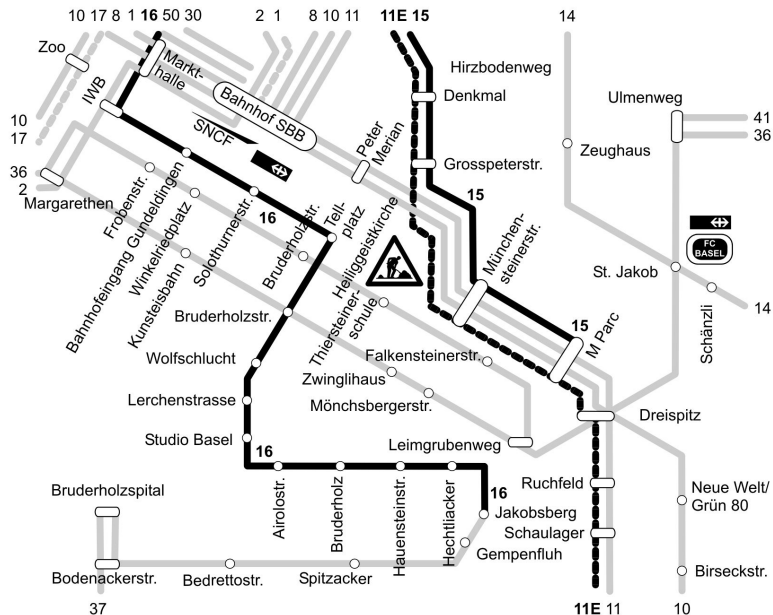 10 17 8 1 16 50 30
2 1 8 10 11
11E 15
14
Zoo
Markt-
halle
Hirzbodenweg
IWB
Bahnhof SBB
Denkmal
Ulmenweg
SNCF
Peter
Merian
41
36
10
17
Zeughaus
Grosspeterstr.
36
2
Margarethen
15
Frobenstr.
Bahnhofeingang Gundeldingen
Winkelriedplatz
Kunsteisbahn
Solothurnerstr.
16
Bruderholzstr.
Tell-
platz
Heiliggeistkirche
Thiersteiner-
schule
München-
steinerstr.
FC
BASEL
St. Jakob
Schänzli
14
Bruderholzstr.
15
M Parc
Wolfschlucht
Falkensteinerstr.
Zwinglihaus
Mönchsbergerstr.
Lerchenstrasse
Dreispitz
Studio Basel
16
Leimgrubenweg
Airolostr.
Bruderholz
Hauensteinstr.
Hechtliacker
16
Ruchfeld
Neue Welt/
Grün 80
Bruderholzspital
Jakobsberg
Schaulager
Gempenfluh
Bodenackerstr.
Bedrettostr.
Spitzacker
Birseckstr.
37
11E 11
10